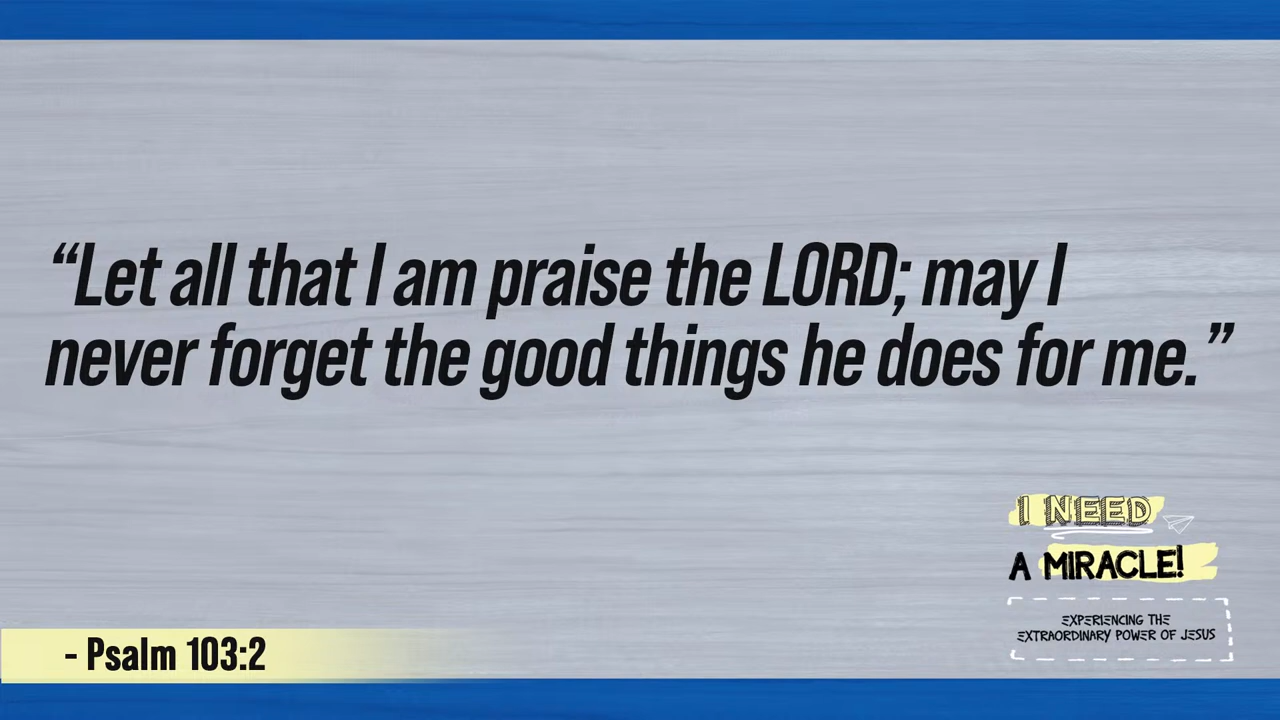 “Let all that I am praise the LORD; may I
never forget the good things he does for me.”
I NEED
A MIRACLE!
EXPERIENCING THE
EXTRAORDINARY POWER OF JESUS
- Psalm 103:2